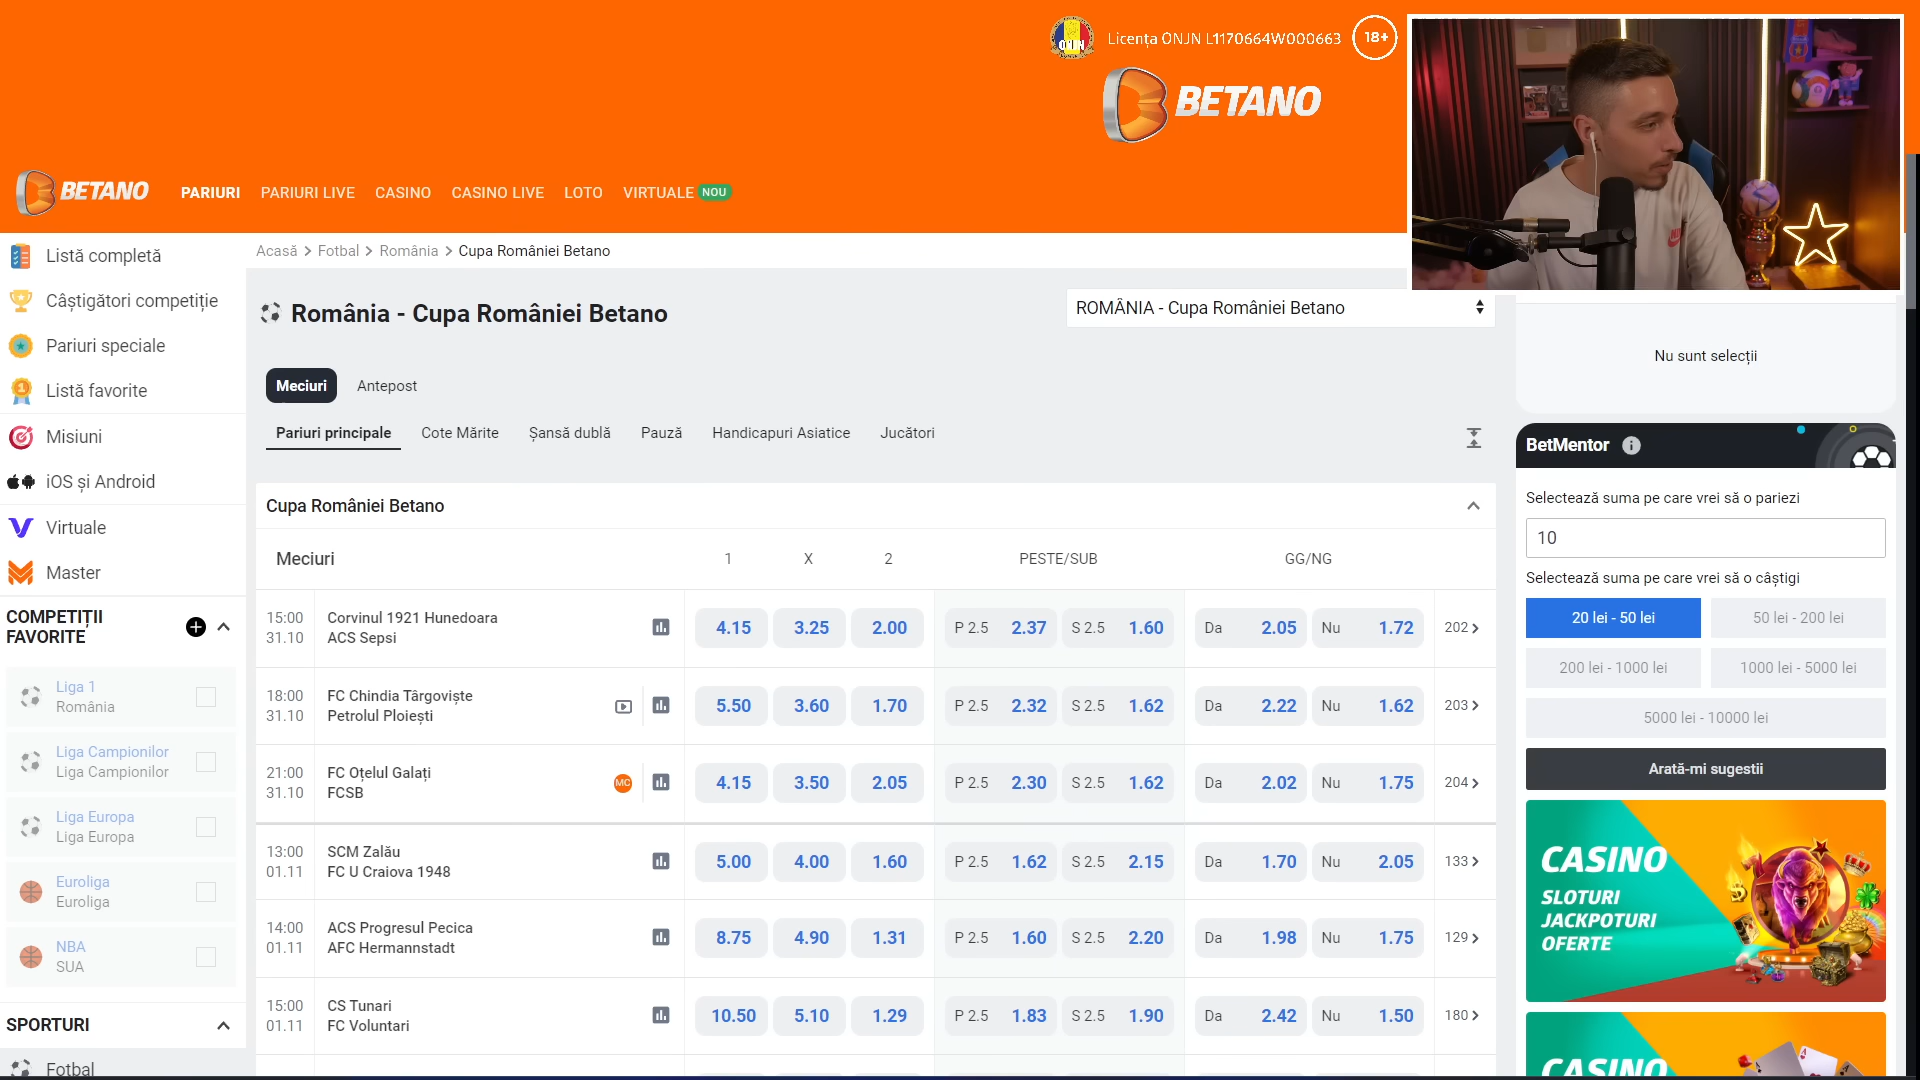 ONJN
Licența ONJN L1170664W000663
18+
BETANO
BETANO
PARIURI
PARIURI LIVE
CASINO
CASINO LIVE
LOTO
VIRTUALE NOU
Listă completă
Câștigători competiție
Pariuri speciale
Listă favorite
Misiuni
iOS și Android
Virtuale
Master
COMPETIȚII
FAVORITE
Liga 1
România
Liga Campionilor
Liga Campionilor
Liga Europa
Liga Europa
Euroliga
Euroliga
NBA
SUA
SPORTURI
Fotbal
Acasă > Fotbal > România > Cupa României Betano
România - Cupa României Betano
ROMÂNIA - Cupa României Betano
Meciuri
Antepost
Pariuri principale
Cote Mărite
Șansă dublă
Pauză
Handicapuri Asiatice
Jucători
Cupa României Betano
Meciuri 1 X 2 PESTE/SUB GG/NG
15:00 Corvinul 1921 Hunedoara
31.10 ACS Sepsi
4.15 3.25 2.00 P 2.5 2.37 S 2.5 1.60 Da 2.05 Nu 1.72 202
18:00 FC Chindia Târgoviște
31.10 Petrolul Ploiești
5.50 3.60 1.70 P 2.5 2.32 S 2.5 1.62 Da 2.22 Nu 1.62 203
21:00 FC Oțelul Galați
31.10 FCSB
MC
4.15 3.50 2.05 P 2.5 2.30 S 2.5 1.62 Da 2.02 Nu 1.75 204
13:00 SCM Zalău
01.11 FC U Craiova 1948
5.00 4.00 1.60 P 2.5 1.62 S 2.5 2.15 Da 1.70 Nu 2.05 133
14:00 ACS Progresul Pecica
01.11 AFC Hermannstadt
8.75 4.90 1.31 P 2.5 1.60 S 2.5 2.20 Da 1.98 Nu 1.75 129
15:00 CS Tunari
01.11 FC Voluntari
10.50 5.10 1.29 P 2.5 1.83 S 2.5 1.90 Da 2.42 Nu 1.50 180
Nu sunt selecții
BetMentor
Selectează suma pe care vrei să o pariezi
10
Selectează suma pe care vrei să o câștigi
20 lei - 50 lei
50 lei - 200 lei
200 lei - 1000 lei
1000 lei - 5000 lei
5000 lei - 10000 lei
Arată-mi sugestii
CASINO
SLOTURI
JACKPOTURI
OFERTE
CASINO